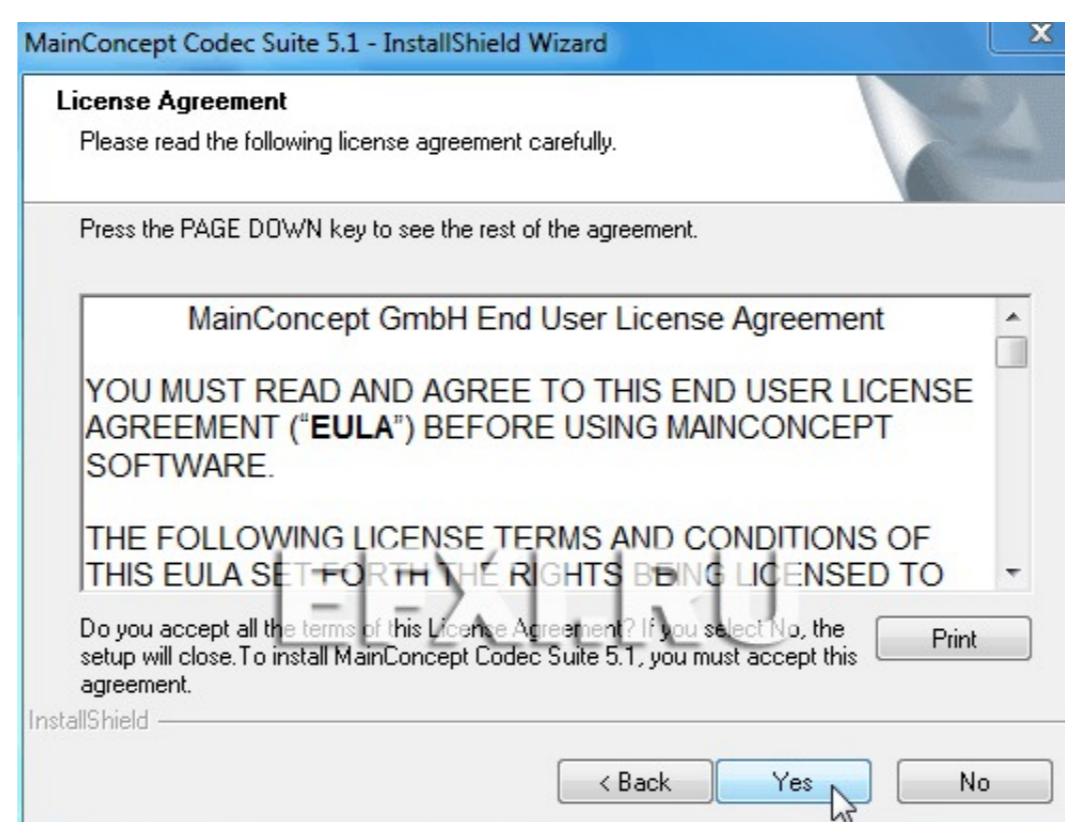 MainConcept Codec Suite 5.1 - InstallShield Wizard
X
License Agreement
Please read the following license agreement carefully.
Press the PAGE DOWN key to see the rest of the agreement.
MainConcept GmbH End User License Agreement
YOU MUST READ AND AGREE TO THIS END USER LICENSE
AGREEMENT (“EULA”) BEFORE USING MAINCONCEPT
SOFTWARE.
THE FOLLOWING LICENSE TERMS AND CONDITIONS OF
THIS EULA SET FORTH THE RIGHTS BEING LICENSED TO
EFXI.RU
Do you accept all the terms of this License Agreement? If you select No, the
setup will close.To install MainConcept Codec Suite 5.1, you must accept this
agreement.
Print
InstallShield
< Back
Yes
No